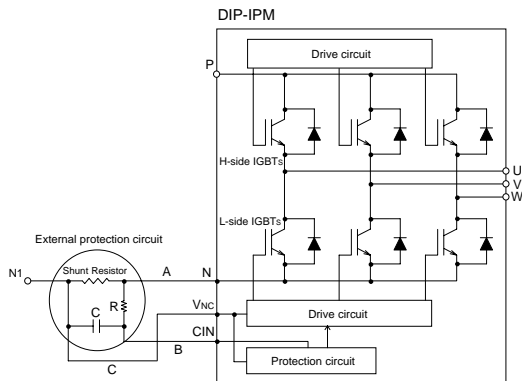 DIP-IPM
Drive circuit
P
H-side IGBTS
U
V
W
L-side IGBTS
External protection circuit
N1
Shunt Resistor
A
N
R
C
VNC
Drive circuit
CIN
B
C
Protection circuit